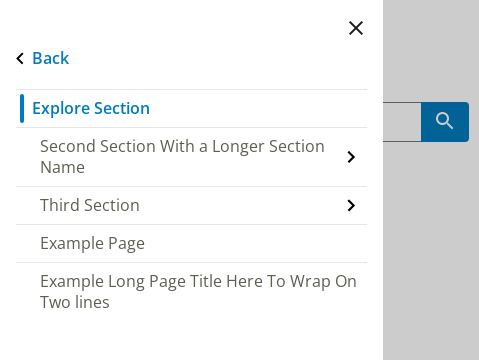 Back
Explore Section
Second Section With a Longer Section
Name
Third Section
Example Page
Example Long Page Title Here To Wrap On
Two lines